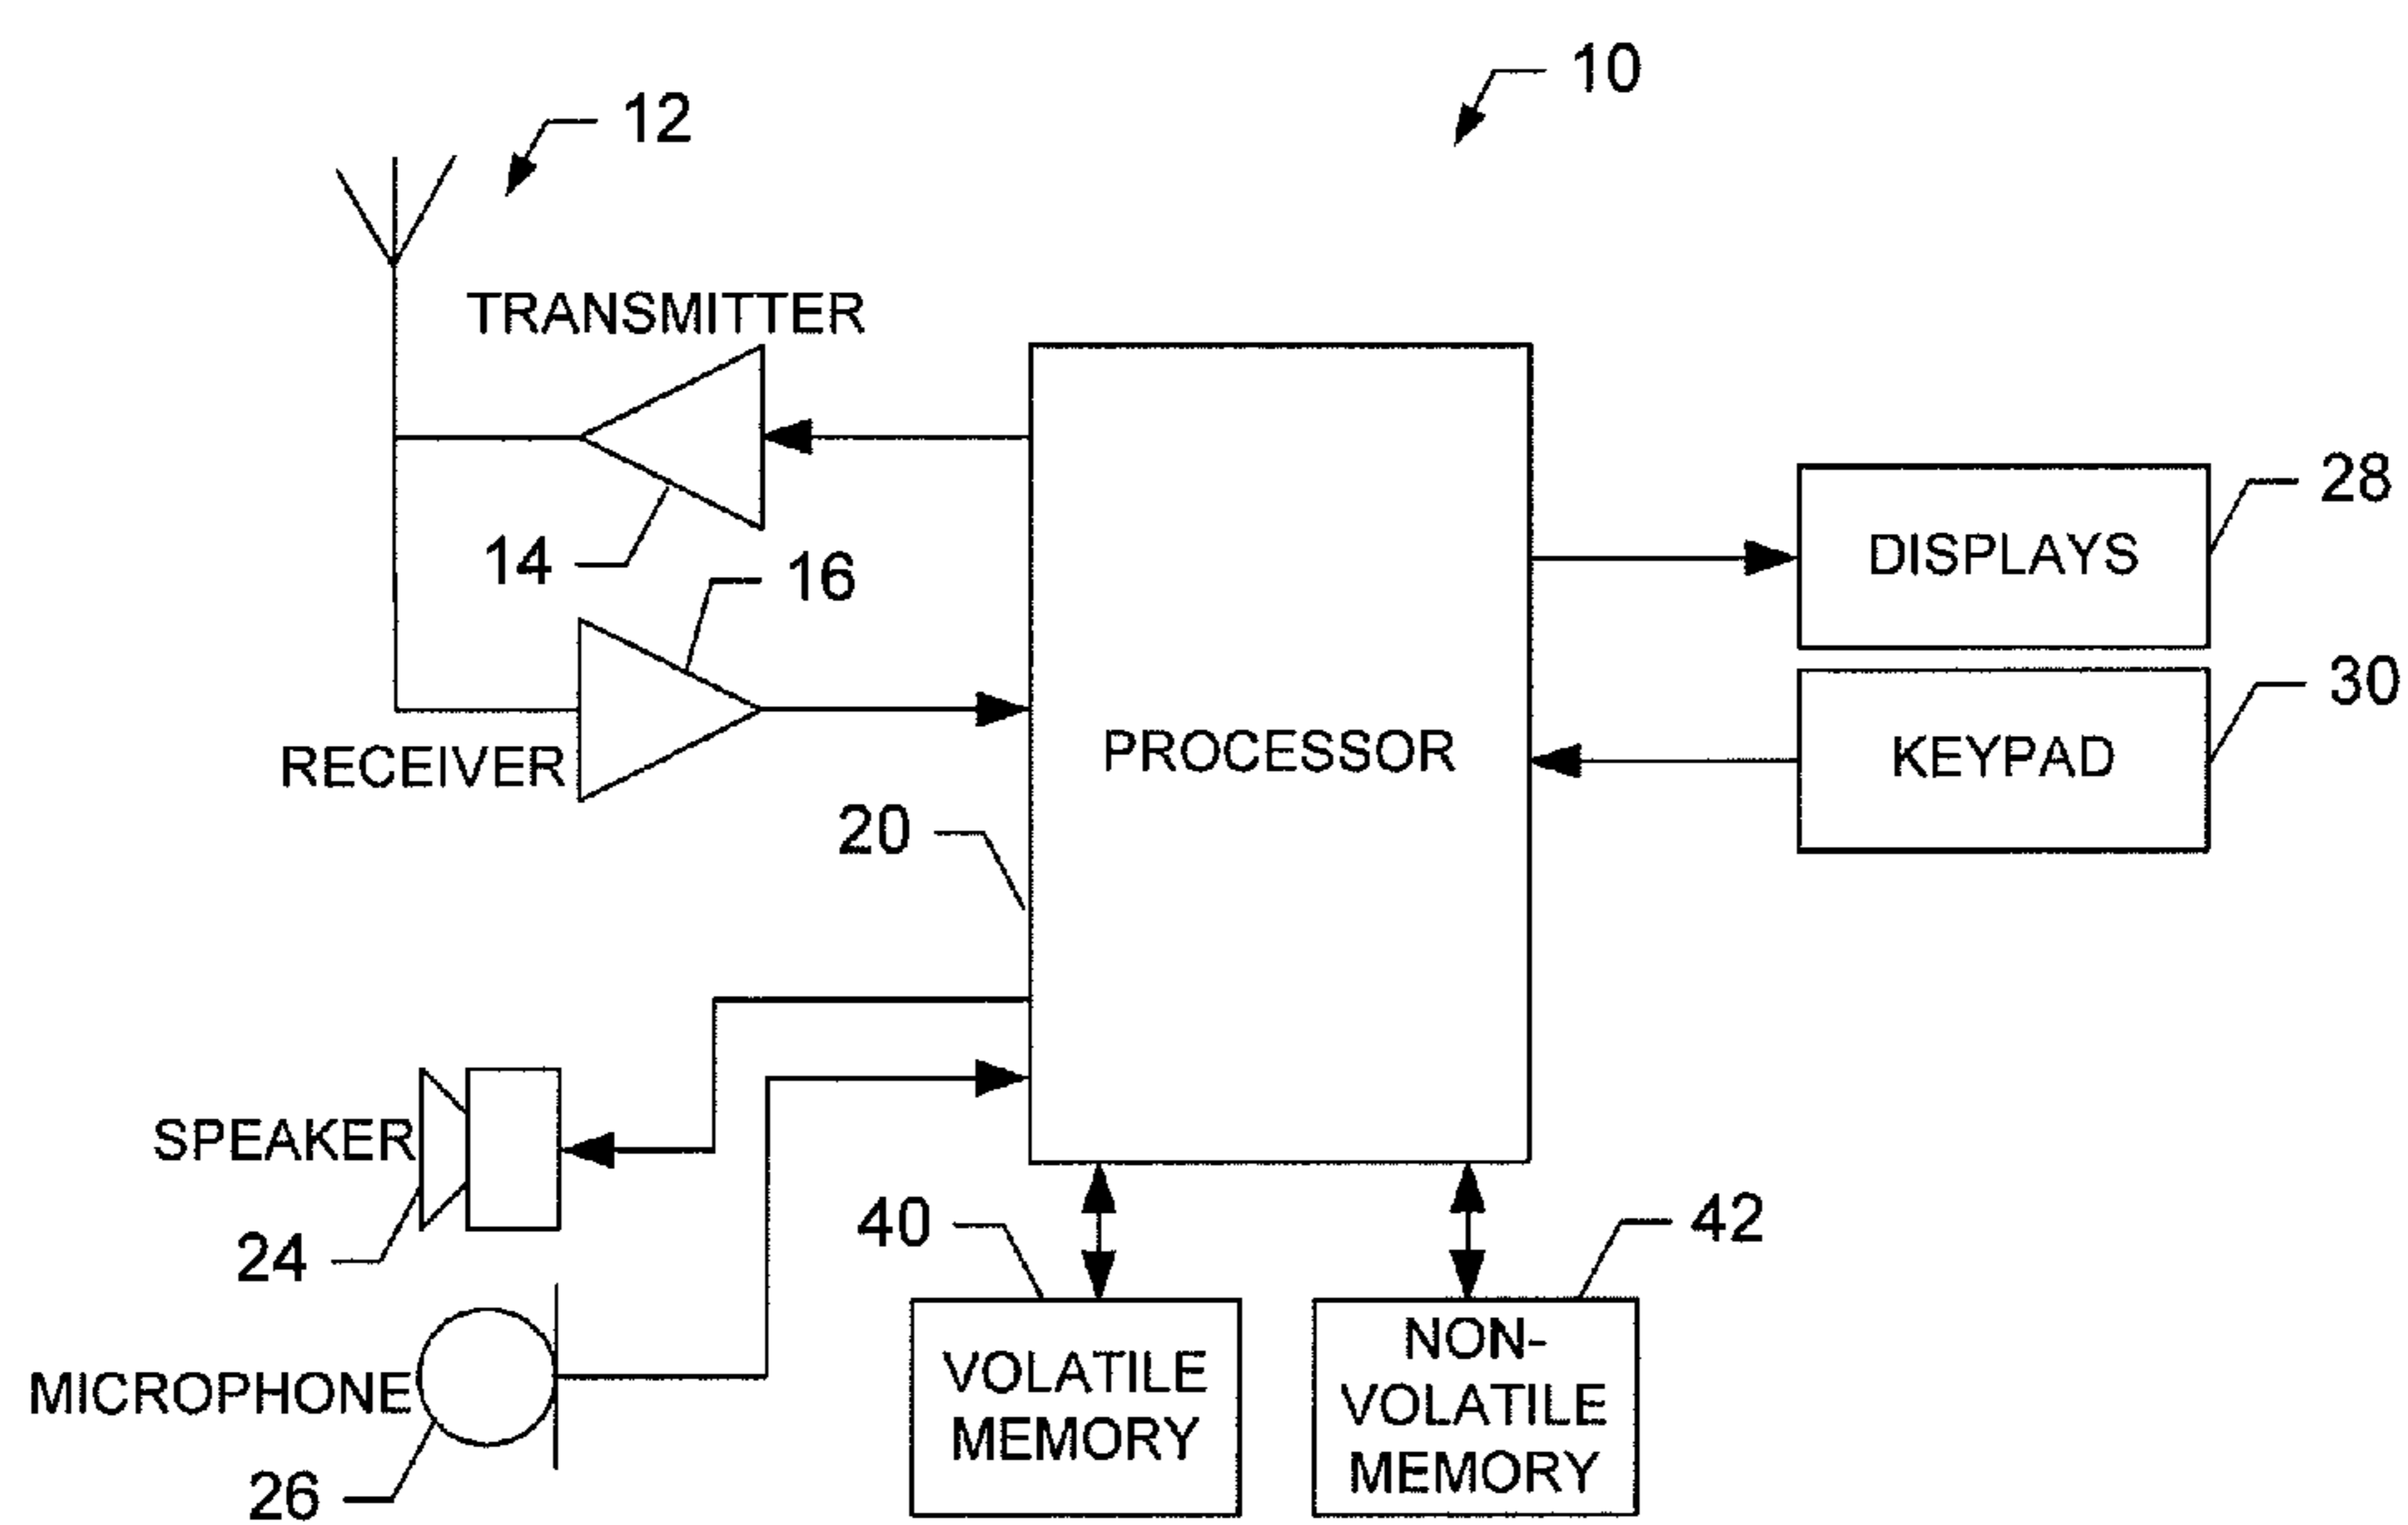 10
12
TRANSMITTER
14
16
RECEIVER
PROCESSOR
20
DISPLAYS
28
KEYPAD
30
SPEAKER
24
MICROPHONE
26
40
VOLATILE
MEMORY
42
NON-
VOLATILE
MEMORY